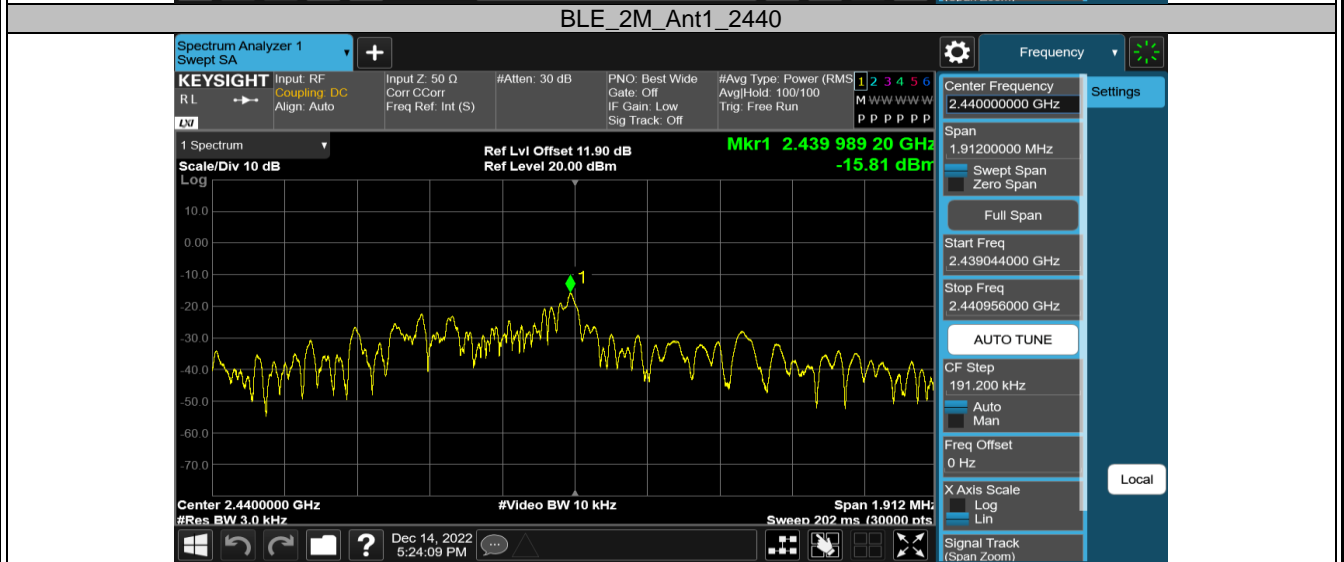 BLE_2M_Ant1_2440
Spectrum Analyzer 1
Swept SA
Frequency
KEYSIGHT
R L
LXI
Input: RF
Coupling: DC
Align: Auto
Input Z: 50 Ω
Corr CCorr
Freq Ref: Int (S)
#Atten: 30 dB
PNO: Best Wide
Gate: Off
IF Gain: Low
Sig Track: Off
#Avg Type: Power (RMS
Avg|Hold: 100/100
Trig: Free Run
1 2 3 4 5 6
M W W W W W
P P P P P P
1 Spectrum
Scale/Div 10 dB
Log
Ref Lvl Offset 11.90 dB
Ref Level 20.00 dBm
Mkr1 2.439 989 20 GHz
-15.81 dBm
10.0
0.00
-10.0
-20.0
-30.0
-40.0
-50.0
-60.0
-70.0
1
Center 2.4400000 GHz
#Res BW 3.0 kHz
#Video BW 10 kHz
Span 1.912 MHz
Sweep 202 ms (30000 pts
Center Frequency
2.440000000 GHz
Settings
Span
1.91200000 MHz
Swept Span
Zero Span
Full Span
Start Freq
2.439044000 GHz
Stop Freq
2.440956000 GHz
AUTO TUNE
CF Step
191.200 kHz
Auto
Man
Freq Offset
0 Hz
X Axis Scale
Log
Lin
Local
Signal Track
(Span Zoom)
?
Dec 14, 2022
5:24:09 PM